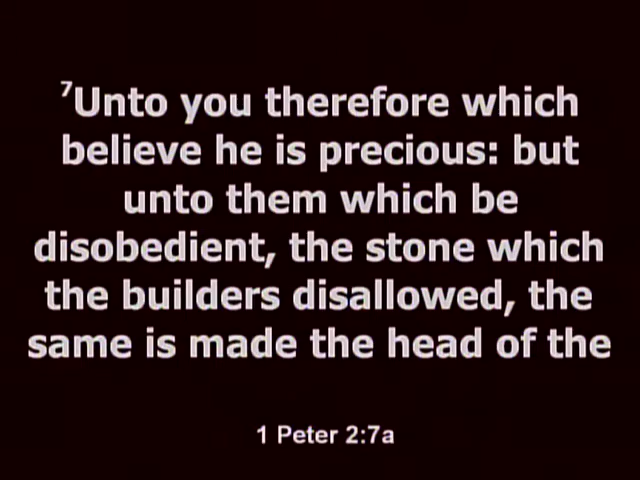 ⁷Unto you therefore which
believe he is precious: but
unto them which be
disobedient, the stone which
the builders disallowed, the
same is made the head of the
1 Peter 2:7a